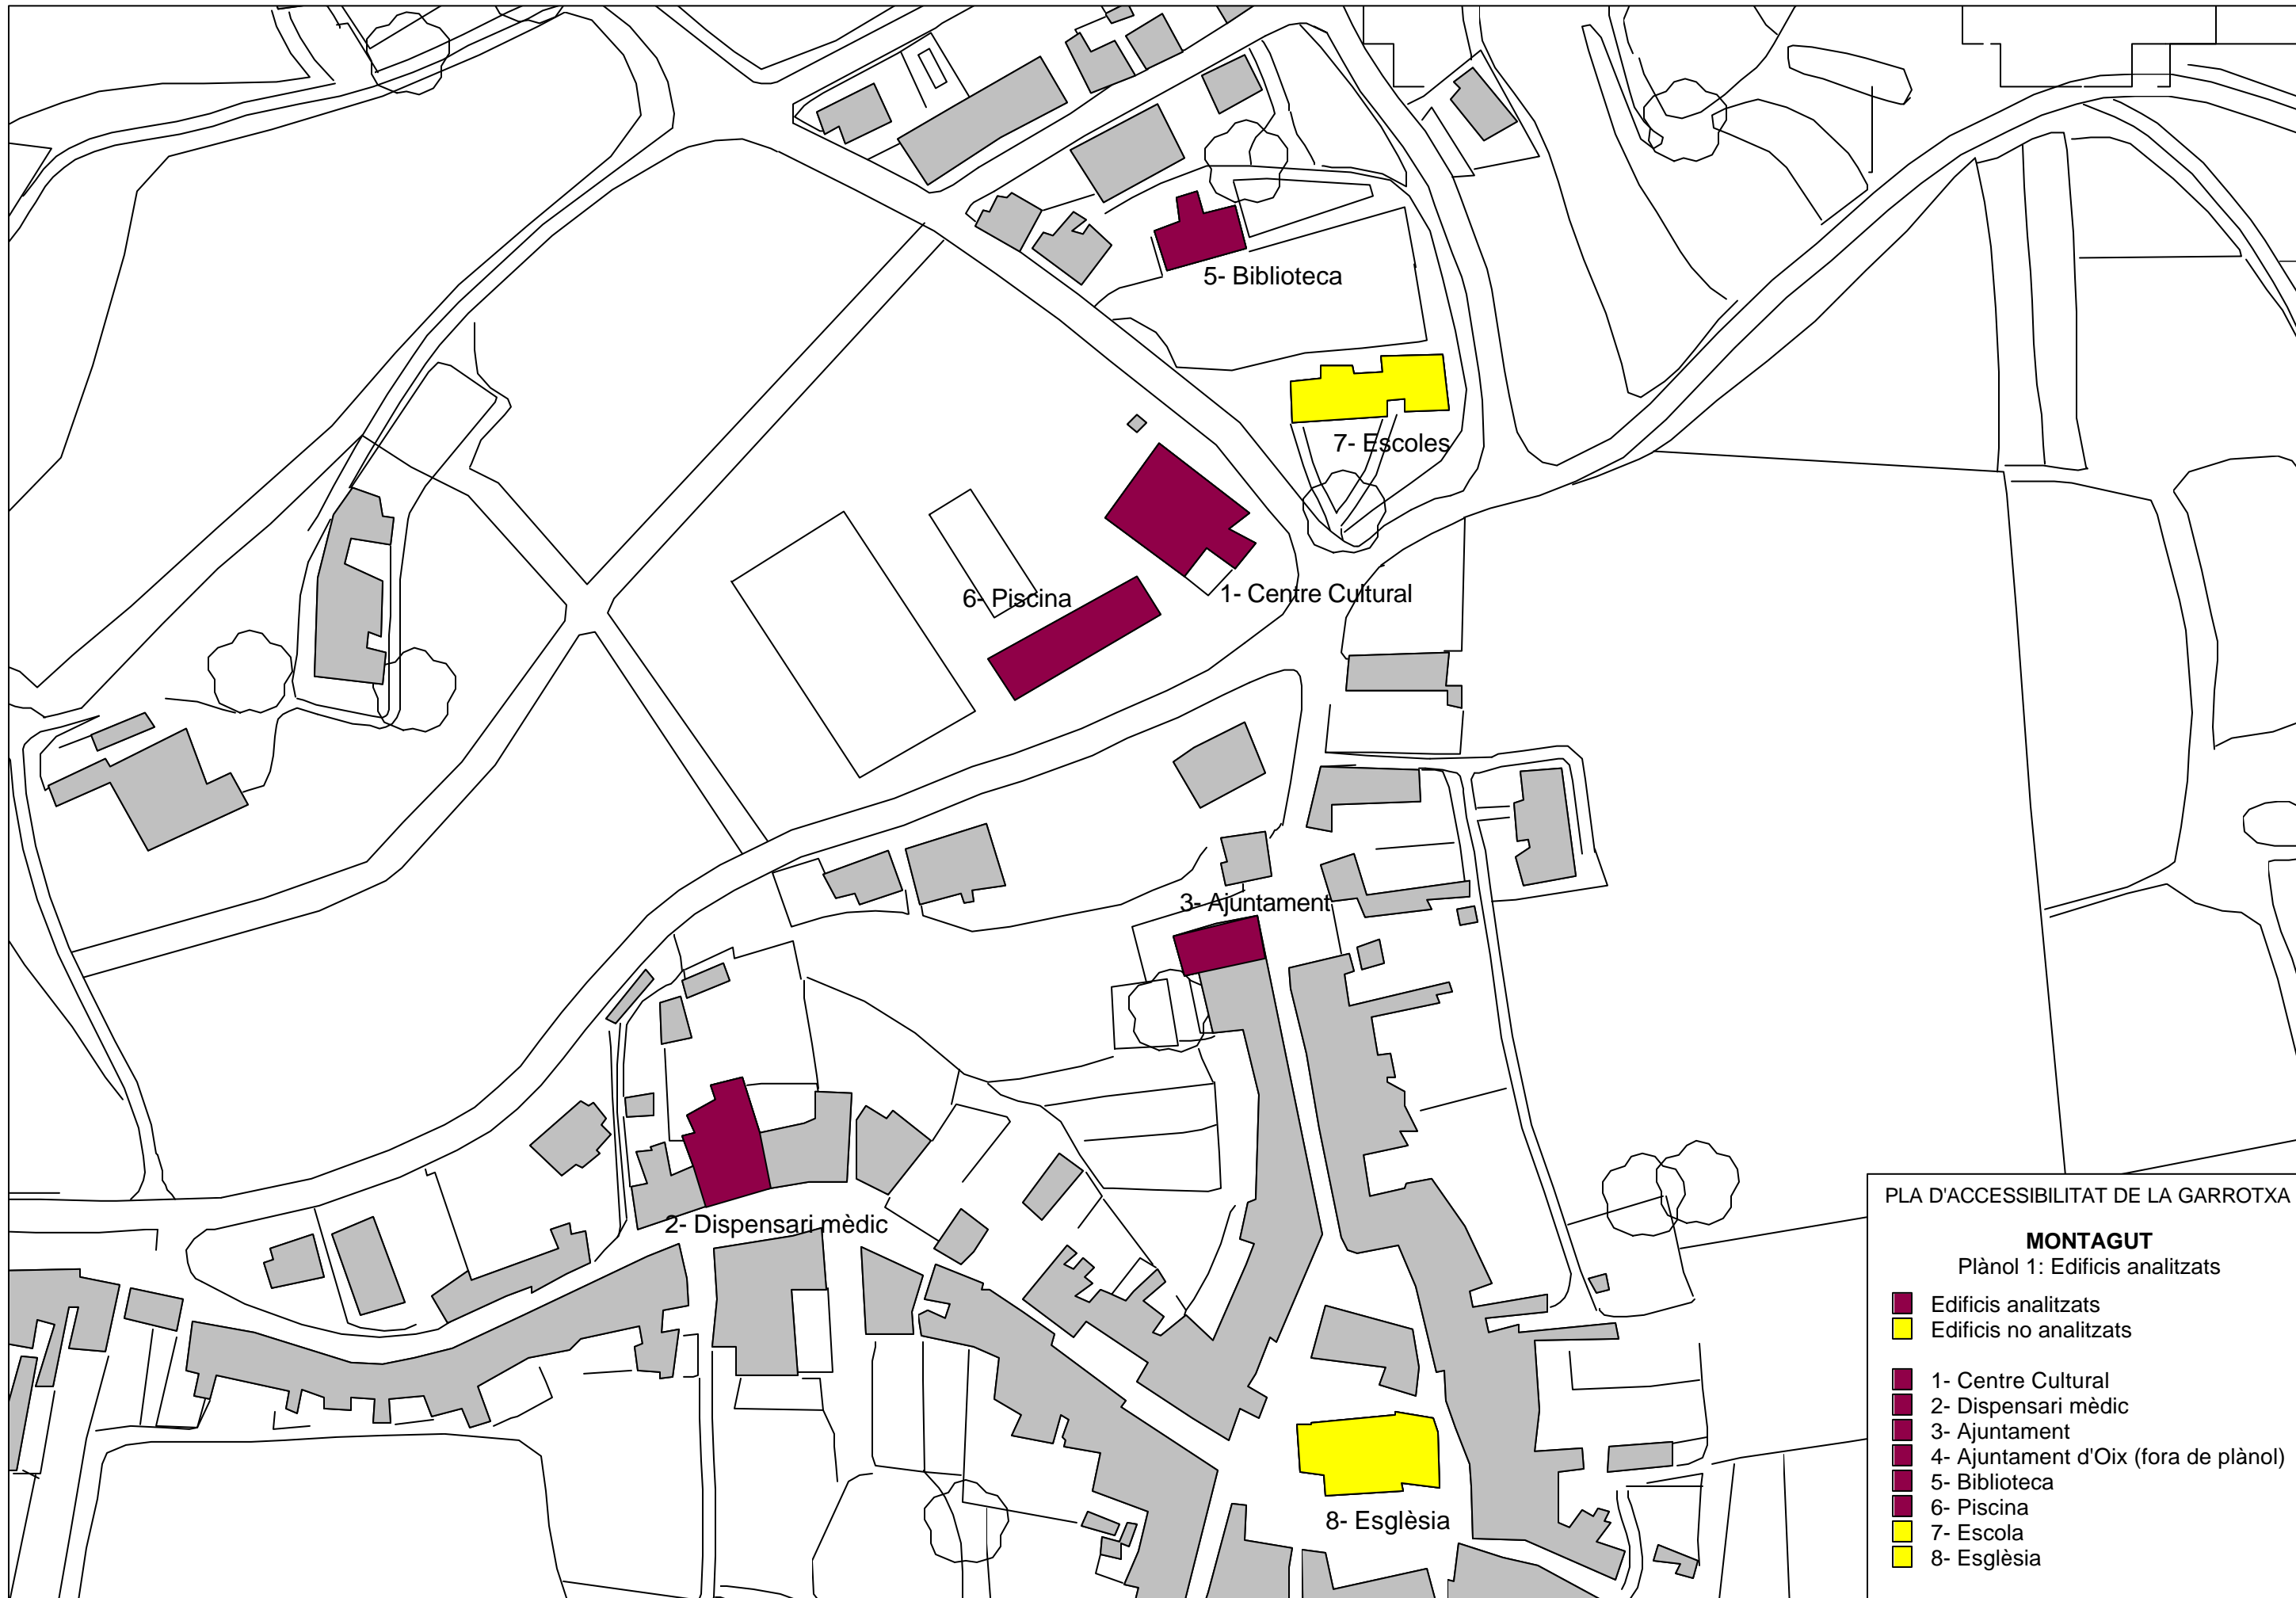 5- Biblioteca
7- Escoles
6- Piscina
1- Centre Cultural
3- Ajuntament
2- Dispensari mèdic
8- Esglèsia
PLA D'ACCESSIBILITAT DE LA GARROTXA
MONTAGUT
Plànol 1: Edificis analitzats
Edificis analitzats
Edificis no analitzats
1- Centre Cultural
2- Dispensari mèdic
3- Ajuntament
4- Ajuntament d'Oix (fora de plànol)
5- Biblioteca
6- Piscina
7- Escola
8- Esglèsia